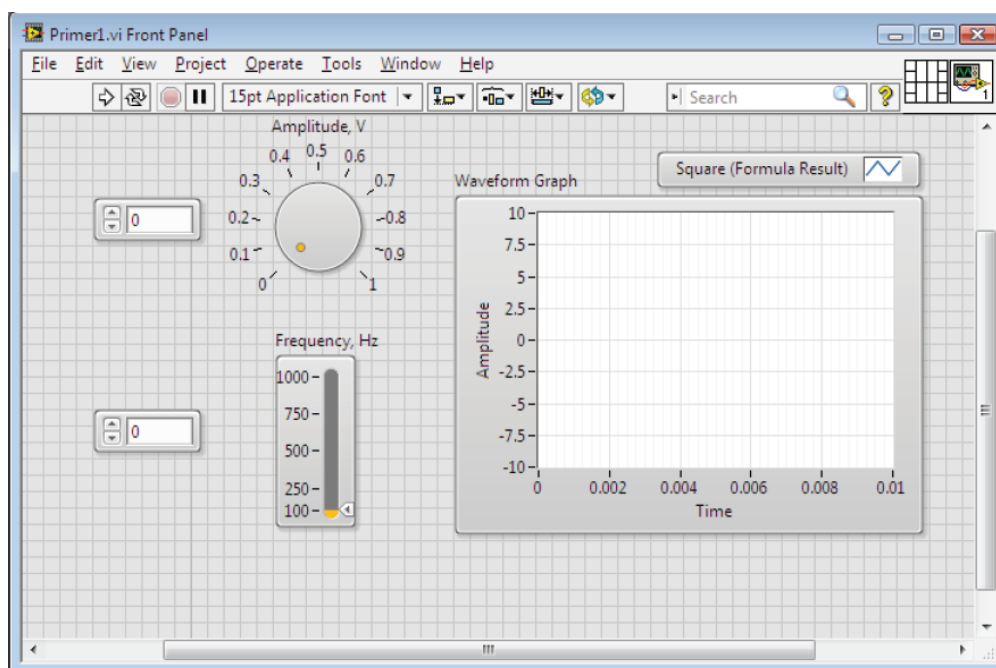 Primer1.vi Front Panel
File Edit View Project Operate Tools Window Help
15pt Application Font
Search
?
1
Amplitude, V
0
0.1
0.2
0.3
0.4
0.5
0.6
0.7
0.8
0.9
1
0
Frequency, Hz
1000
750
500
250
100
0
Square (Formula Result)
Waveform Graph
Amplitude
10
7.5
5
2.5
0
-2.5
-5
-7.5
-10
0 0.002 0.004 0.006 0.008 0.01
Time